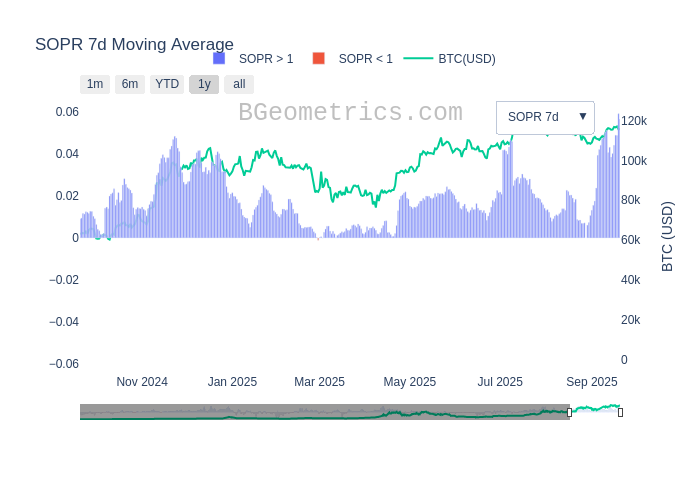 SOPR 7d Moving Average
SOPR > 1
SOPR < 1
BTC(USD)
1m
6m
YTD
1y
all
BGeometrics.com
SOPR 7d ▼
0.06
0.04
0.02
0
−0.02
−0.04
−0.06
120k
100k
80k
60k
40k
20k
0
BTC (USD)
Nov 2024
Jan 2025
Mar 2025
May 2025
Jul 2025
Sep 2025